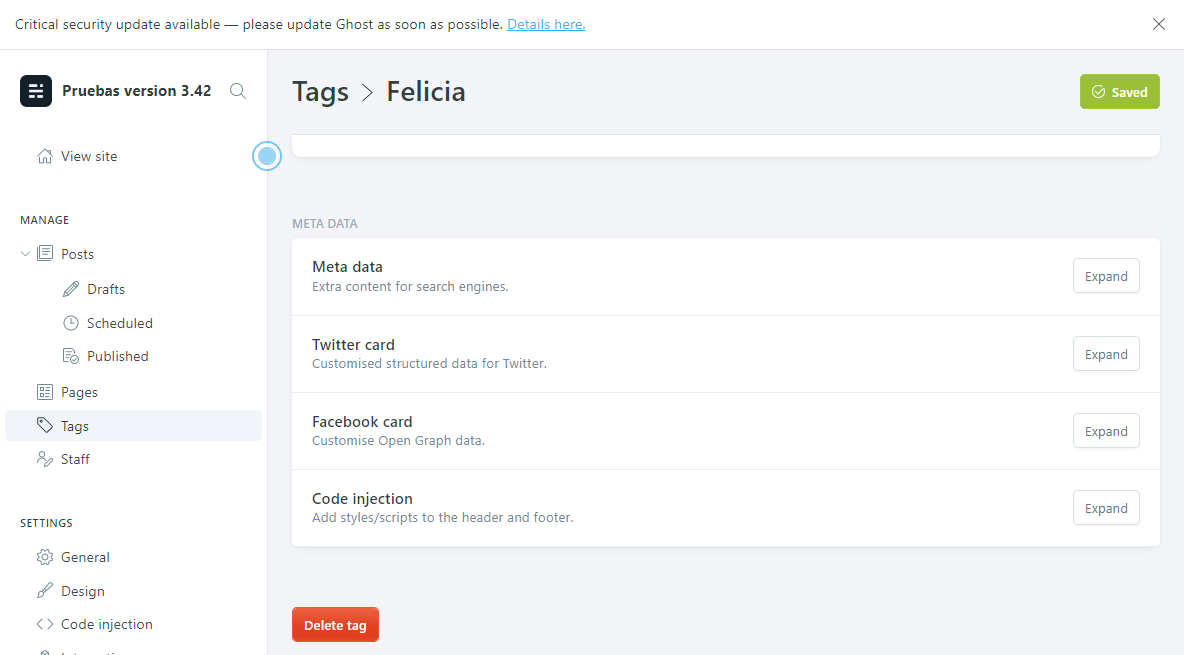 Critical security update available — please update Ghost as soon as possible. Details here.
Pruebas version 3.42
View site
MANAGE
Posts
Drafts
Scheduled
Published
Pages
Tags
Staff
SETTINGS
General
Design
Code injection
Tags > Felicia
Saved
META DATA
Meta data
Extra content for search engines.
Expand
Twitter card
Customised structured data for Twitter.
Expand
Facebook card
Customise Open Graph data.
Expand
Code injection
Add styles/scripts to the header and footer.
Expand
Delete tag